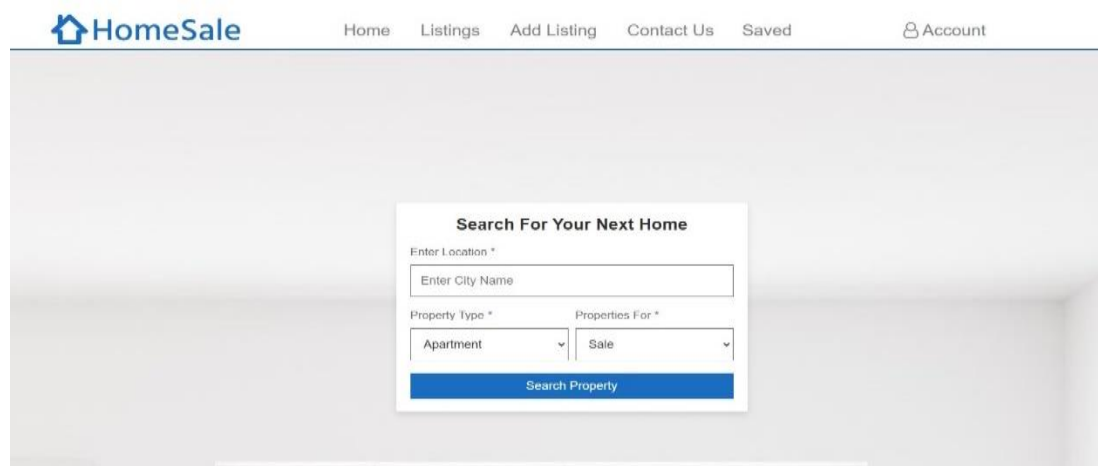 HomeSale Home Listings Add Listing Contact Us Saved Account
Search For Your Next Home
Enter Location *
Enter City Name
Property Type * Properties For *
Apartment Sale
Search Property